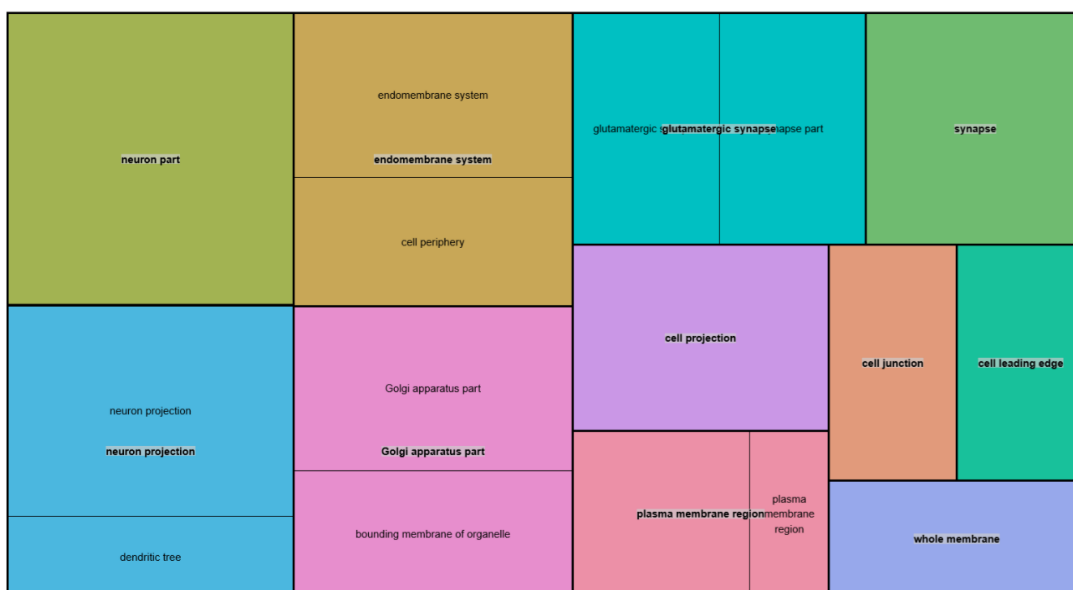 neuron part
endomembrane system
endomembrane system
cell periphery
glutamatergic synapse
synapse part
synapse
neuron projection
neuron projection
dendritic tree
Golgi apparatus part
Golgi apparatus part
bounding membrane of organelle
cell projection
cell junction
cell leading edge
plasma membrane region
plasma
membrane
region
whole membrane